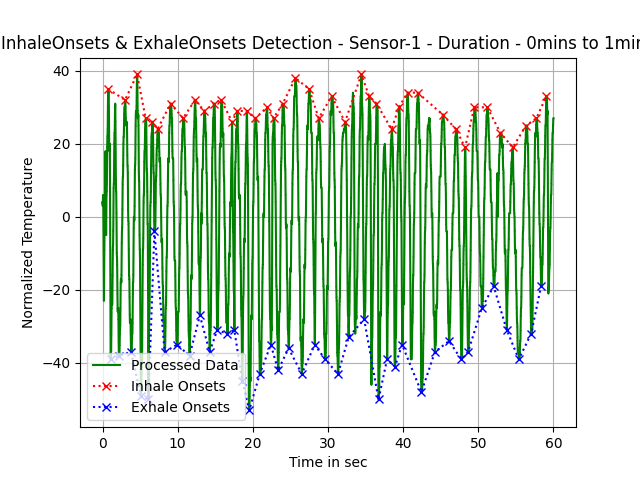 InhaleOnsets & ExhaleOnsets Detection - Sensor-1 - Duration - 0mins to 1min
40
20
0
−20
−40
Normalized Temperature
Processed Data
Inhale Onsets
Exhale Onsets
0 10 20 30 40 50 60
Time in sec